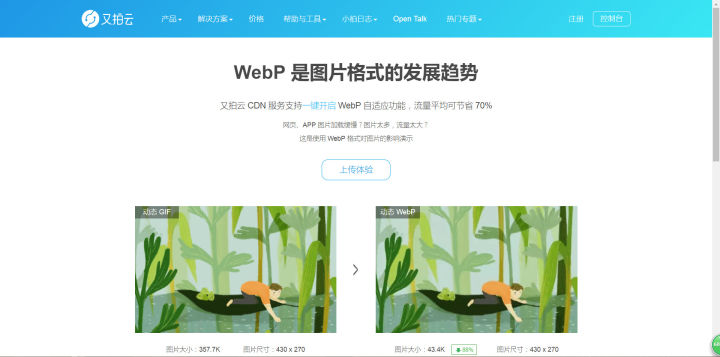 又拍云 产品 解决方案 价格 帮助与工具 小拍日志 Open Talk 热门专题 注册 控制台
WebP 是图片格式的发展趋势
又拍云 CDN 服务支持一键开启 WebP 自适应功能，流量平均可节省 70%
网页、APP 图片加载缓慢？图片太多，流量太大？
这是使用 WebP 格式对图片的影响演示
上传体验
动态 GIF 动态 WebP
图片大小：357.7K 图片尺寸：430 x 270 图片大小：43.4K 88% 图片尺寸：430 x 270